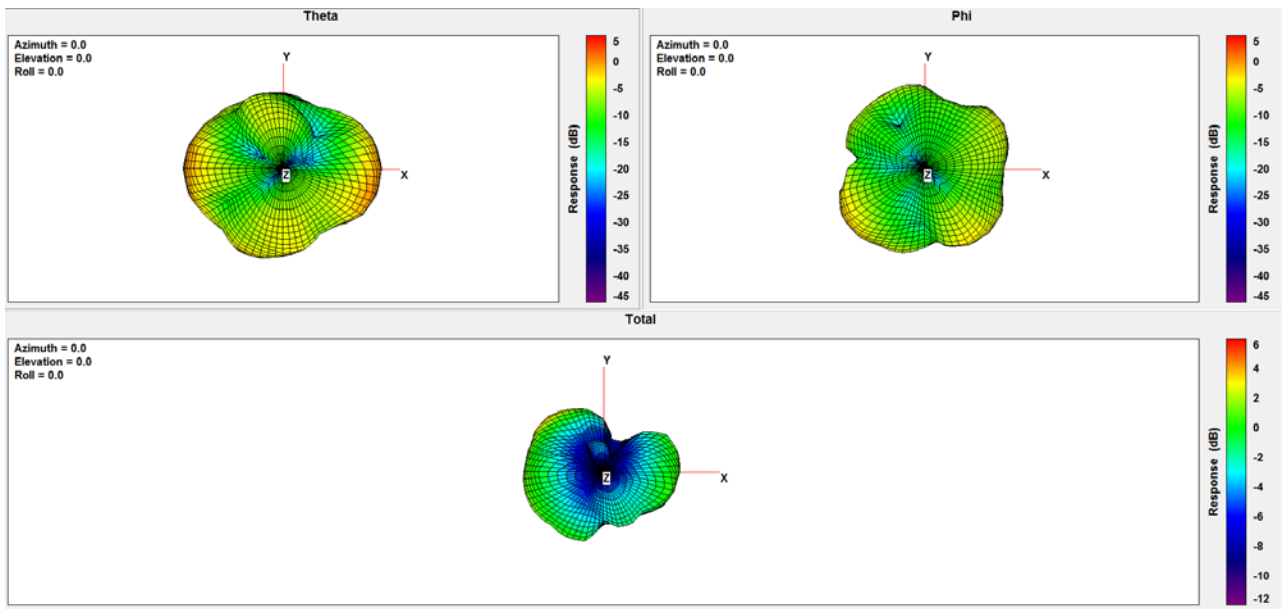 Theta
Azimuth = 0.0
Elevation = 0.0
Roll = 0.0
Y
X
Z
Response (dB)
5
0
-5
-10
-15
-20
-25
-30
-35
-40
-45
Phi
Azimuth = 0.0
Elevation = 0.0
Roll = 0.0
Y
X
Z
Response (dB)
5
0
-5
-10
-15
-20
-25
-30
-35
-40
-45
Total
Azimuth = 0.0
Elevation = 0.0
Roll = 0.0
Y
X
Z
Response (dB)
6
4
2
0
-2
-4
-6
-8
-10
-12